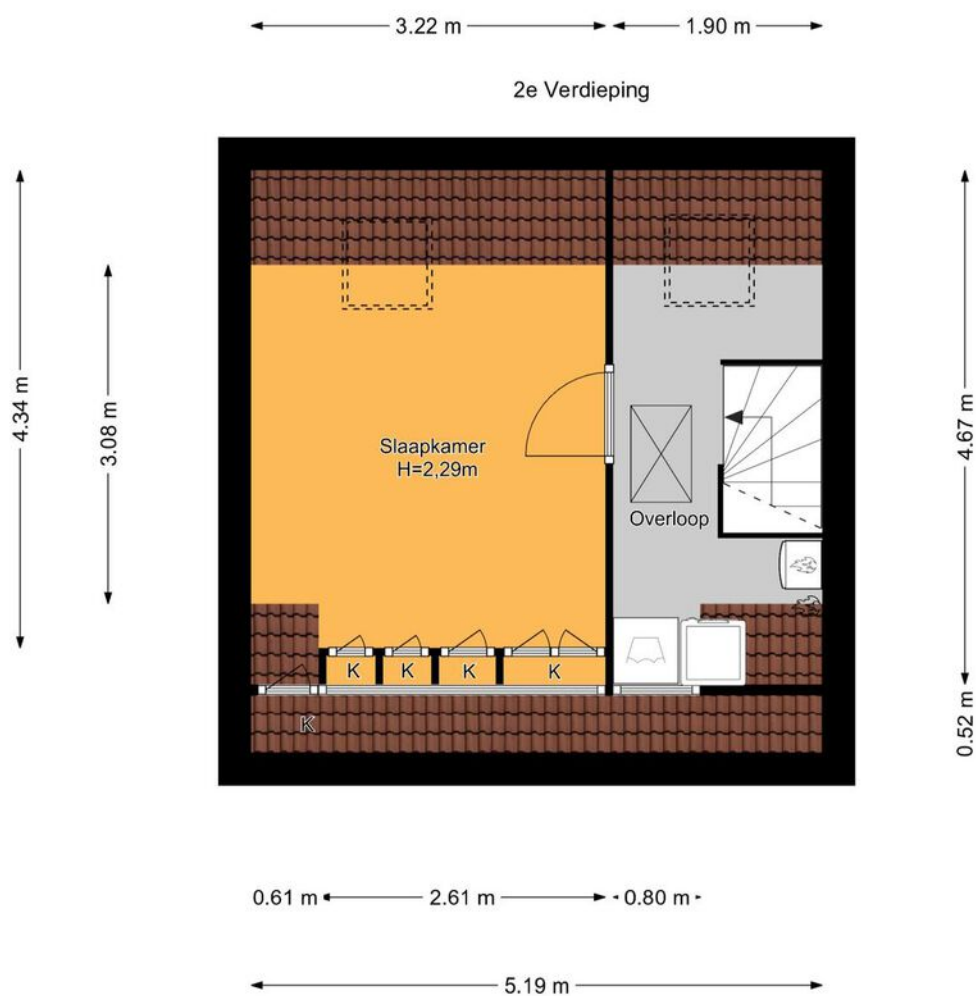 3.22 m
1.90 m
2e Verdieping
4.34 m
3.08 m
4.67 m
Slaapkamer
H=2,29m
Overloop
K
K
K
K
K
0.52 m
0.61 m
2.61 m
0.80 m
5.19 m